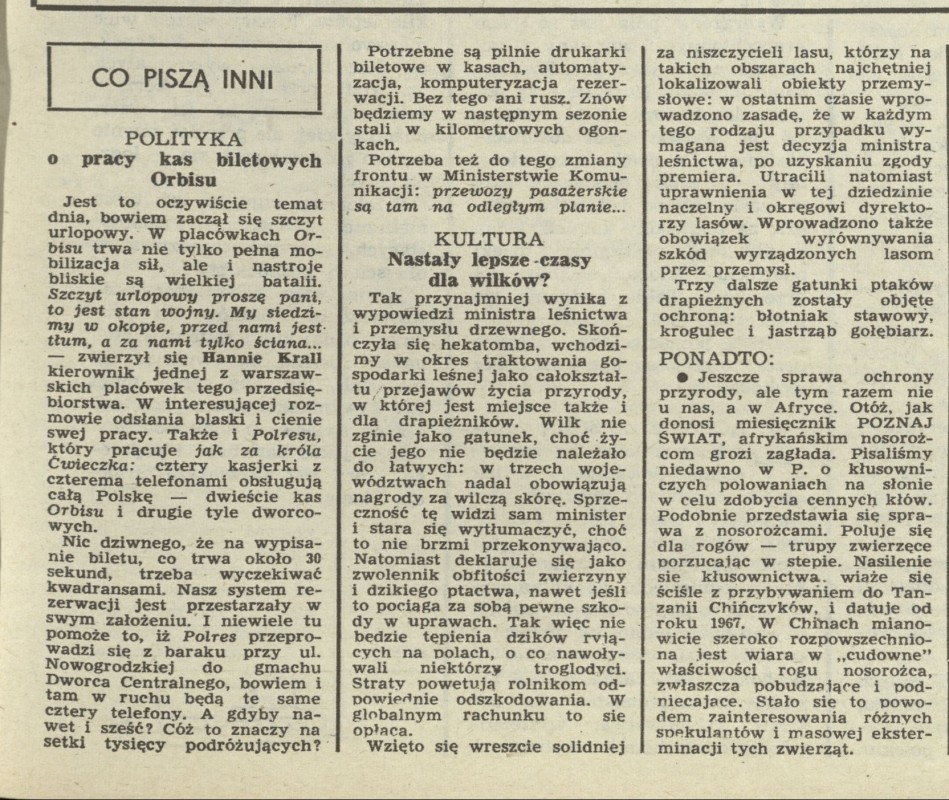 CO PISZĄ INNI
POLITYKA
o pracy kas biletowych
Orbisu
Jest to oczywiście temat
dnia, bowiem zaczął się szczyt
urlopowy. W placówkach Or-
bisu trwa nie tylko pełna mo-
bilizacja sił, ale i nastroje
bliskie są wielkiej batalii.
Szczyt urlopowy proszę pani,
to jest stan wojny. My siedzi-
my w okopie, przed nami jest
tłum, a za nami tylko ściana...
— zwierzył się Hannie Krall
kierownik jednej z warszaw-
skich placówek tego przedsię-
biorstwa. W interesującej roz-
mowie odsłania blaski i cienie
swej pracy. Także i Polresu,
który pracuje jak za króla
Ćwieczka: cztery kasjerki z
czterema telefonami obsługują
całą Polskę — dwieście kas
Orbisu i drugie tyle dworco-
wych.
Nic dziwnego, że na wypisa-
nie biletu, co trwa około 30
sekund, trzeba wyczekiwać
kwadransami. Nasz system re-
zerwacji jest przestarzały w
swym założeniu. I niewiele tu
pomoże to, iż Polres przepro-
wadzi się z baraku przy ul.
Nowogrodzkiej do gmachu
Dworca Centralnego, bowiem i
tam w ruchu będą te same
cztery telefony. A gdyby na-
wet i sześć? Cóż to znaczy na
setki tysięcy podróżujących?
Potrzebne są pilnie drukarki
biletowe w kasach, automaty-
zacja, komputeryzacja rezer-
wacji. Bez tego ani rusz. Znów
będziemy w następnym sezonie
stali w kilometrowych ogon-
kach.
Potrzeba też do tego zmiany
frontu w Ministerstwie Komu-
nikacji: przewozy pasażerskie
są tam na odległym planie...
KULTURA
Nastały lepsze czasy
dla wilków?
Tak przynajmniej wynika z
wypowiedzi ministra leśnictwa
i przemysłu drzewnego. Skoń-
czyła się hekatomba, wchodzi-
my w okres traktowania go-
spodarki leśnej jako całokształ-
tu przejawów życia przyrody,
w której jest miejsce także i
dla drapieżników. Wilk nie
zginie jako gatunek, choć ży-
cie jego nie będzie należało
do łatwych: w trzech woje-
wództwach nadal obowiązują
nagrody za wilczą skórę. Sprze-
czność tę widzi sam minister
i stara się wytłumaczyć, choć
to nie brzmi przekonywająco.
Natomiast deklaruje się jako
zwolennik obfitości zwierzyny
i dzikiego ptactwa, nawet jeśli
to pociąga za sobą pewne szko-
dy w uprawach. Tak więc nie
bedzie tępienia dzików ryją-
cych na polach, o co nawoły-
wali niektórzy troglodyci.
Straty powetują rolnikom od-
powiednie odszkodowania. W
globalnym rachunku to się
opłaca.
Wzięto się wreszcie solidniej
za niszczycieli lasu, którzy na
takich obszarach najchętniej
lokalizowali obiekty przemy-
słowe: w ostatnim czasie wpro-
wadzono zasadę, że w każdym
tego rodzaju przypadku wy-
magana jest decyzja ministra
leśnictwa, po uzyskaniu zgody
premiera. Utracili natomiast
uprawnienia w tej dziedzinie
naczelny i okręgowi dyrekto-
rzy lasów. Wprowadzono także
obowiązek wyrównywania
szkód wyrządzonych lasom
przez przemysł.
Trzy dalsze gatunki ptaków
drapieżnych zostały objęte
ochroną: błotniak stawowy,
krogulec i jastrząb gołębiarz.
PONADTO:
● Jeszcze sprawa ochrony
przyrody, ale tym razem nie
u nas, a w Afryce. Otóż, jak
donosi miesięcznik POZNAJ
ŚWIAT, afrykańskim nosoroż-
com grozi zagłada. Pisaliśmy
niedawno w P. o kłusowni-
czych polowaniach na słonie
w celu zdobycia cennych kłów.
Podobnie przedstawia się spra-
wa z nosorożcami. Poluje się
dla rogów — trupy zwierzęce
porzucając w stepie. Nasilenie
się kłusownictwa wiąże się
ściśle z przybywaniem do Tan-
zanii Chińczyków, i datuje od
roku 1967. W Chinach miano-
wicie szeroko rozpowszechnio-
na jest wiara w „cudowne"
właściwości rogu nosorożca,
zwłaszcza pobudzające i pod-
niecające. Stało się to powo-
dem zainteresowania różnych
spekulantów i masowej ekster-
minacji tych zwierząt.